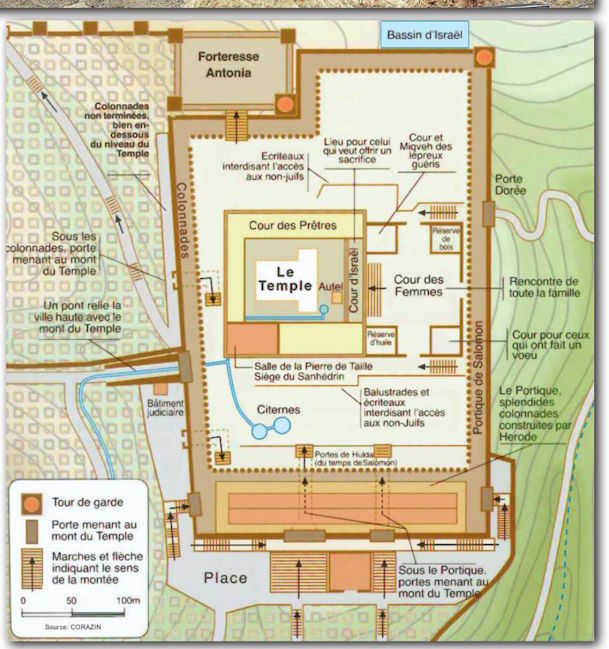 Bassin d'Israël
Forteresse
Antonia
Colonnades
non terminées,
bien en-
dessous
du niveau du
Temple
Ecriteaux
interdisant l'accès
aux non-juifs
Lieu pour celui
qui veut offrir un
sacrifice
Cour et
Miqveh des
lépreux
guéris
Porte
Dorée
Colonnades
Sous les
colonnades, porte
menant au mont
du Temple
Cour des Prêtres
Le
Temple
Autel
Cour d'Israël
Réserve
de
bois
Cour des
Femmes
Rencontre de
toute la famille
Un pont relie la
ville haute avec le
mont du Temple
Réserve
d'huile
Cour pour ceux
qui ont fait un
voeu
Salle de la Pierre de Taille
Siège du Sanhédrin
Portique de Salomon
Bâtiment
judiciaire
Citernes
Balustrades et
écriteaux
interdisant l'accès
aux non-Juifs
Le Portique,
splendides
colonnades
construites par
Herode
Portes de Hulda
(du temps de Salomon)
Tour de garde
Porte menant au
mont du Temple
Marches et flèche
indiquant le sens
de la montée
0 50 100m
Source: CORAZIN
Place
Sous le Portique,
portes menant au
mont du Temple